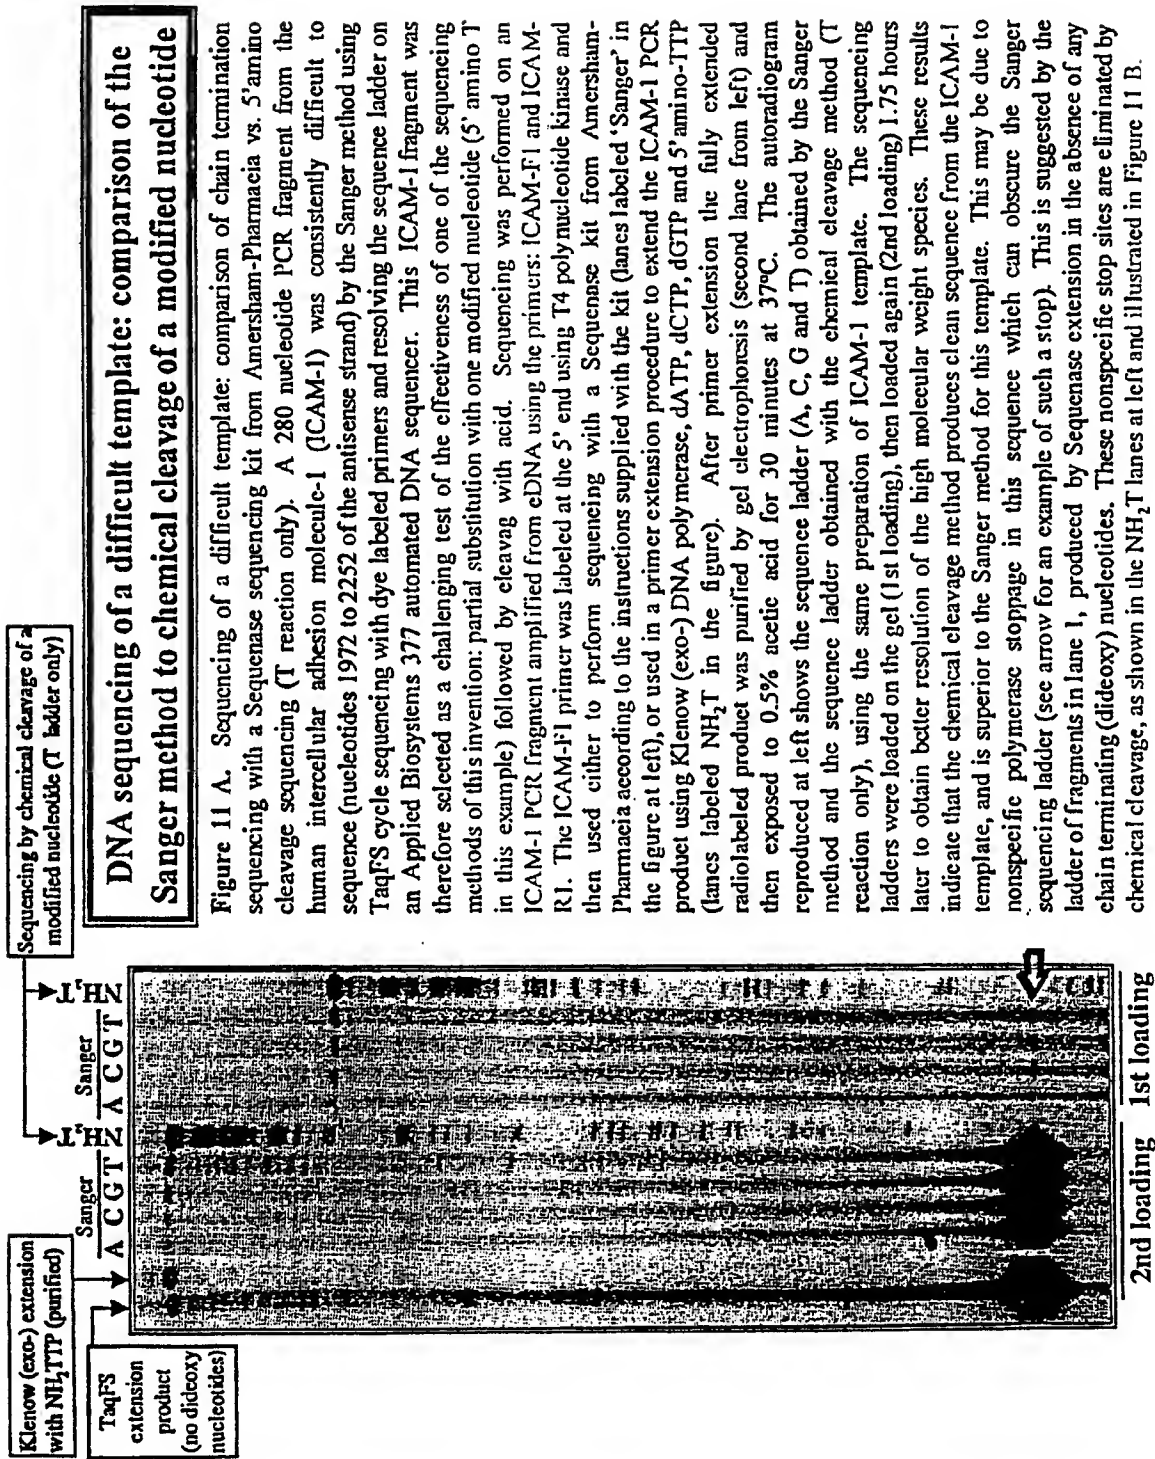 DNA sequencing of a difficult template: comparison of the
Sanger method to chemical cleavage of a modified nucleotide
Figure 11 A. Sequencing of a difficult template: comparison of chain termination
sequencing with a Sequenase sequencing kit from Amersham-Pharmacia vs. 5'amino
cleavage sequencing (T reaction only). A 280 nucleotide PCR fragment from the
human intercellular adhesion molecule-1 (ICAM-1) was consistently difficult to
sequence (nucleotides 1972 to 2252 of the antisense strand) by the Sanger method using
TaqFS cycle sequencing with dye labeled primers and resolving the sequence ladder on
an Applied Biosystems 377 automated DNA sequencer. This ICAM-1 fragment was
therefore selected as a challenging test of the effectiveness of one of the sequencing
methods of this invention: partial substitution with one modified nucleotide (5' amino T
in this example) followed by cleavag with acid. Sequencing was performed on an
ICAM-1 PCR fragment amplified from cDNA using the primers: ICAM-F1 and ICAM-
R1. The ICAM-F1 primer was labeled at the 5' end using T4 polynucleotide kinase and
then used either to perform sequencing with a Sequenase kit from Amersham-
Pharmacia according to the instructions supplied with the kit (lanes labeled 'Sanger' in
the figure at left), or used in a primer extension procedure to extend the ICAM-1 PCR
product using Klenow (exo-) DNA polymerase, dATP, dCTP, dGTP and 5' amino-TTP
(lanes labeled NH₂T in the figure). After primer extension the fully extended
radiolabeled product was purified by gel electrophoresis (second lane from left) and
then exposed to 0.5% acetic acid for 30 minutes at 37°C. The autoradiogram
reproduced at left shows the sequence ladder (A, C, G and T) obtained by the Sanger
method and the sequence ladder obtained with the chemical cleavage method (T
reaction only), using the same preparation of ICAM-1 template. The sequencing
ladders were loaded on the gel (1st loading), then loaded again (2nd loading) 1.75 hours
later to obtain better resolution of the high molecular weight species. These results
indicate that the chemical cleavage method produces clean sequence from the ICAM-1
template, and is superior to the Sanger method for this template. This may be due to
nonspecific polymerase stoppage in this sequence which can obscure the Sanger
sequencing ladder (see arrow for an example of such a stop). This is suggested by the
ladder of fragments in lane 1, produced by Sequenase extension in the absence of any
chain terminating (dideoxy) nucleotides. These nonspecific stop sites are eliminated by
chemical cleavage, as shown in the NH₂T lanes at left and illustrated in Figure 11 B.
Sequencing by chemical cleavage of a
modified nucleotide (T ladder only)
Klenow (exo-) extension
with NH₂TTP (purified)
TaqFS
extension
product
(no dideoxy
nucleotides)
Sanger
A C G T
NH₂T
Sanger
A C G T
NH₂T
2nd loading
1st loading